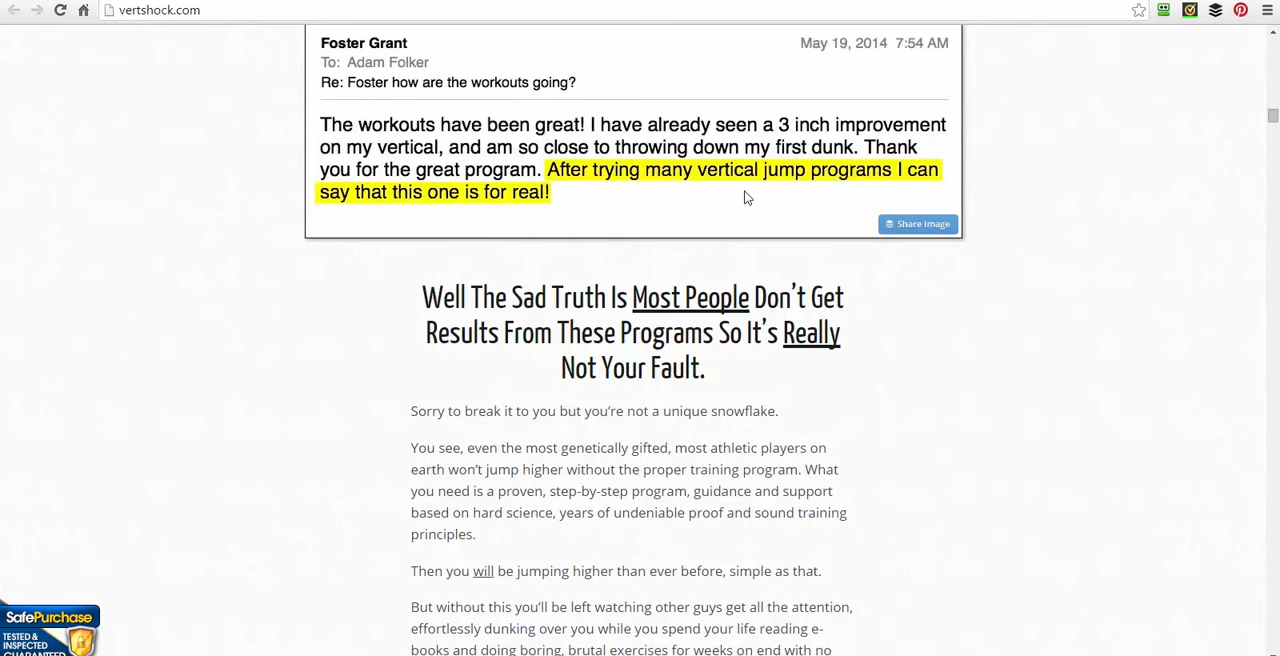 vertshock.com
Foster Grant
May 19, 2014 7:54 AM
To: Adam Folker
Re: Foster how are the workouts going?
The workouts have been great! I have already seen a 3 inch improvement
on my vertical, and am so close to throwing down my first dunk. Thank
you for the great program. After trying many vertical jump programs I can
say that this one is for real!
Share Image
Well The Sad Truth Is Most People Don't Get
Results From These Programs So It's Really
Not Your Fault.
Sorry to break it to you but you're not a unique snowflake.
You see, even the most genetically gifted, most athletic players on
earth won't jump higher without the proper training program. What
you need is a proven, step-by-step program, guidance and support
based on hard science, years of undeniable proof and sound training
principles.
Then you will be jumping higher than ever before, simple as that.
But without this you'll be left watching other guys get all the attention,
effortlessly dunking over you while you spend your life reading e-
books and doing boring, brutal exercises for weeks on end with no
SafePurchase
TESTED &
INSPECTED
GUARANTEED